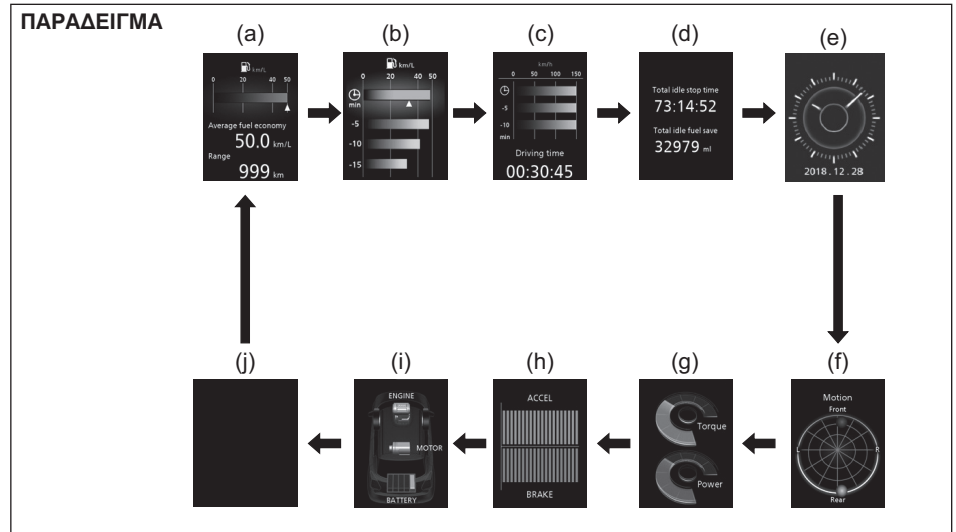 ΠΑΡΑΔΕΙΓΜΑ
(a)
(b)
(c)
(d)
(e)
km/L
0 20 40 50
Average fuel economy
50.0 km/L
Range
999 km
km/L
0 20 40 50
min
-5
-10
-15
km/h
0 50 100 150
-5
-10
min
Driving time
00:30:45
Total idle stop time
73:14:52
Total idle fuel save
32979 ml
2018.12.28
(j)
(i)
(h)
(g)
(f)
ENGINE
MOTOR
BATTERY
ACCEL
BRAKE
Torque
Power
Motion
Front
L R
Rear